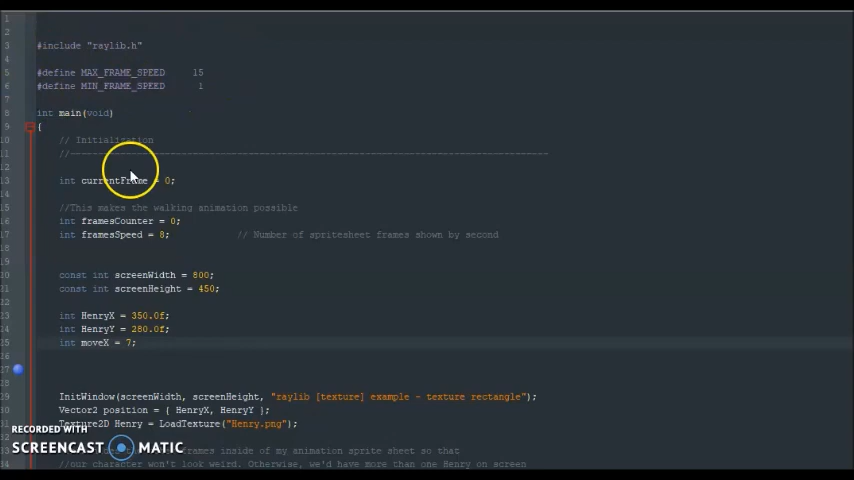 1
2
3 #include "raylib.h"
4
5 #define MAX_FRAME_SPEED 15
6 #define MIN_FRAME_SPEED 1
7
8 int main(void)
9 {
10 // Initialization
11 //--------------------------------------------------------------------------------------
12
13 int currentFrame = 0;
14
15 //This makes the walking animation possible
16 int framesCounter = 0;
17 int framesSpeed = 8; // Number of spritesheet frames shown by second
18
19
20 const int screenWidth = 800;
21 const int screenHeight = 450;
22
23 int HenryX = 350.0f;
24 int HenryY = 280.0f;
25 int moveX = 7;
26
27
28
29 InitWindow(screenWidth, screenHeight, "raylib [texture] example - texture rectangle");
30 Vector2 position = { HenryX, HenryY };
31 Texture2D Henry = LoadTexture("Henry.png");
RECORDED WITH
SCREENCAST MATIC
frames inside of my animation sprite sheet so that
34 //our character won't look weird. Otherwise, we'd have more than one Henry on screen